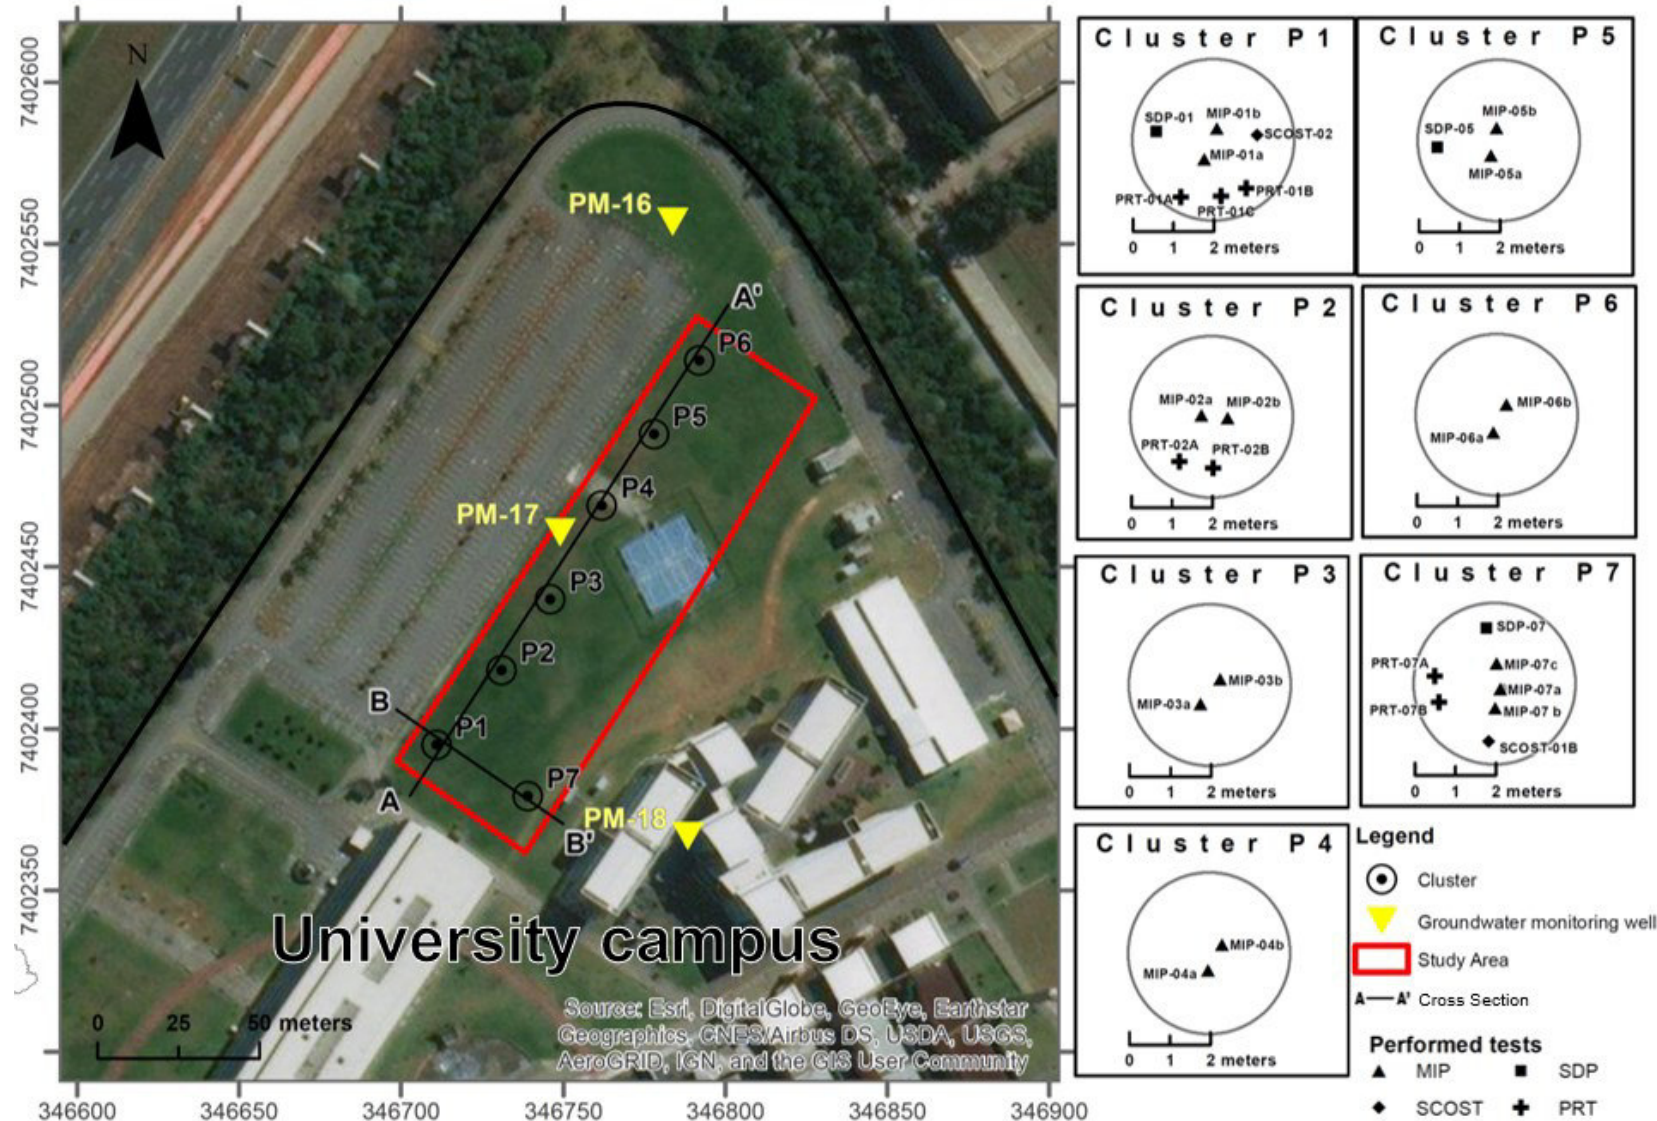 N
PM-16
A'
P6
P5
P4
PM-17
P3
P2
B
P1
A
P7
PM-18
B'
University campus
0 25 50 meters
Source: Esri, DigitalGlobe, GeoEye, Earthstar
Geographics, CNES/Airbus DS, USDA, USGS,
AeroGRID, IGN, and the GIS User Community
7402600
7402550
7402500
7402450
7402400
7402350
346600 346650 346700 346750 346800 346850 346900
Cluster P1
SDP-01
MIP-01b
SCOST-02
MIP-01a
PRT-01A
PRT-01B
PRT-01C
0 1 2 meters
Cluster P5
MIP-05b
SDP-05
MIP-05a
0 1 2 meters
Cluster P2
MIP-02a
MIP-02b
PRT-02A
PRT-02B
0 1 2 meters
Cluster P6
MIP-06b
MIP-06a
0 1 2 meters
Cluster P3
MIP-03b
MIP-03a
0 1 2 meters
Cluster P7
SDP-07
PRT-07A
MIP-07c
MIP-07a
PRT-07B
MIP-07 b
SCOST-01B
0 1 2 meters
Cluster P4
MIP-04b
MIP-04a
0 1 2 meters
Legend
Cluster
Groundwater monitoring well
Study Area
A A' Cross Section
Performed tests
MIP SDP
SCOST PRT